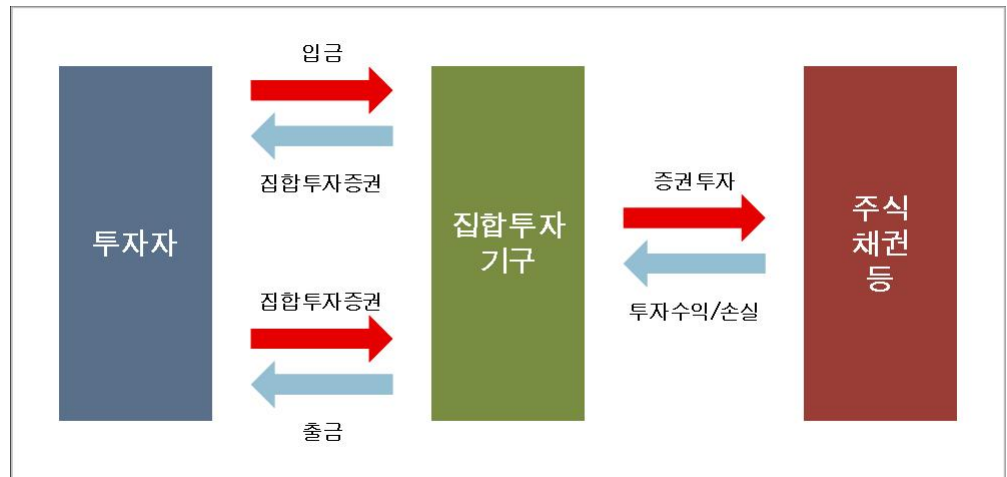 입금
집합투자증권
투자자
집합투자증권
출금
집합투자
기구
증권투자
투자수익/손실
주식
채권
등